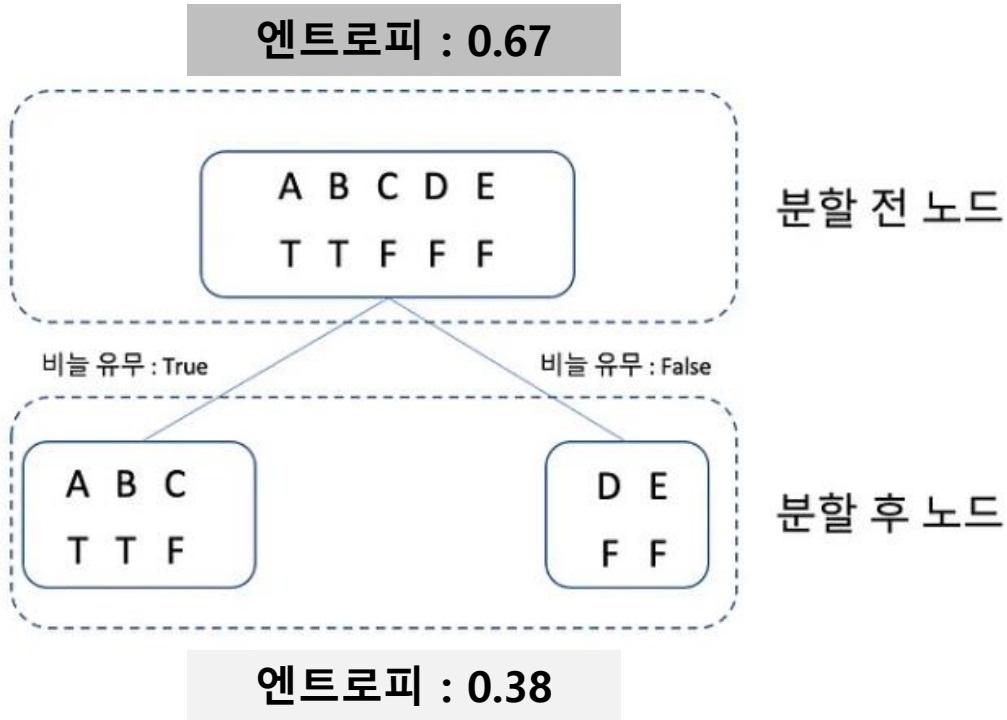 엔트로피 : 0.67
A B C D E
T T F F F
분할 전 노드
비늘 유무 : True
비늘 유무 : False
A B C
T T F
D E
F F
분할 후 노드
엔트로피 : 0.38